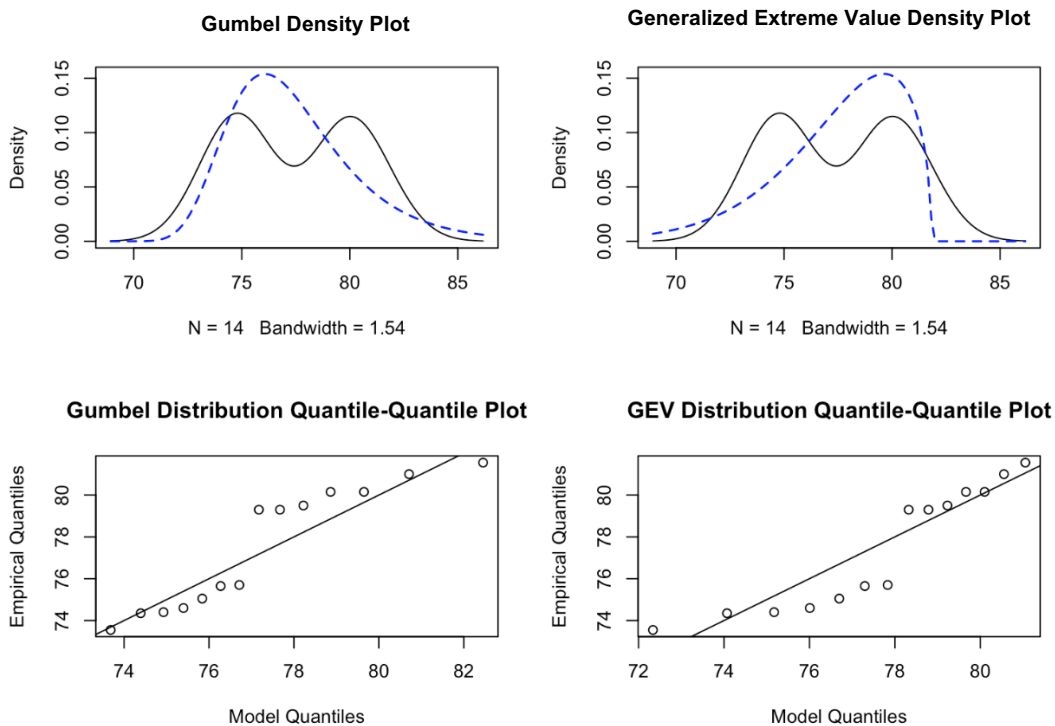 Gumbel Density Plot
Density
0.00 0.05 0.10 0.15
70 75 80 85
N = 14 Bandwidth = 1.54
Generalized Extreme Value Density Plot
Density
0.00 0.05 0.10 0.15
70 75 80 85
N = 14 Bandwidth = 1.54
Gumbel Distribution Quantile-Quantile Plot
Empirical Quantiles
74 76 78 80
74 76 78 80 82
Model Quantiles
GEV Distribution Quantile-Quantile Plot
Empirical Quantiles
74 76 78 80
72 74 76 78 80
Model Quantiles